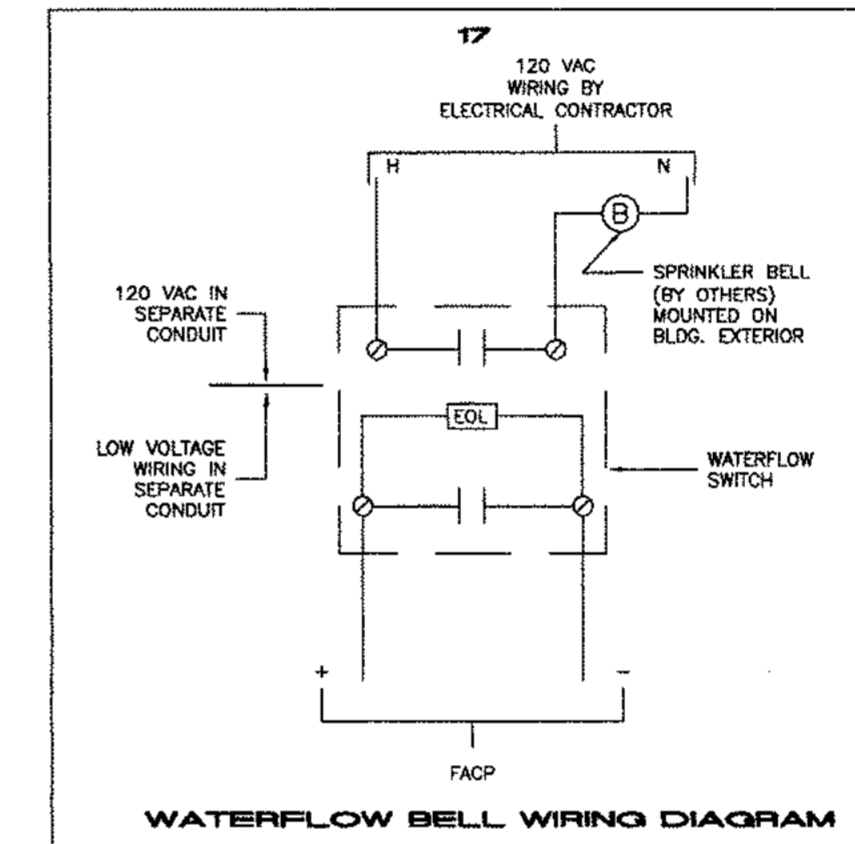 17
120 VAC
WIRING BY
ELECTRICAL CONTRACTOR
H
N
B
SPRINKLER BELL
(BY OTHERS)
MOUNTED ON
BLDG. EXTERIOR
120 VAC IN
SEPARATE
CONDUIT
EOL
LOW VOLTAGE
WIRING IN
SEPARATE
CONDUIT
WATERFLOW
SWITCH
+
−
FACP
WATERFLOW BELL WIRING DIAGRAM